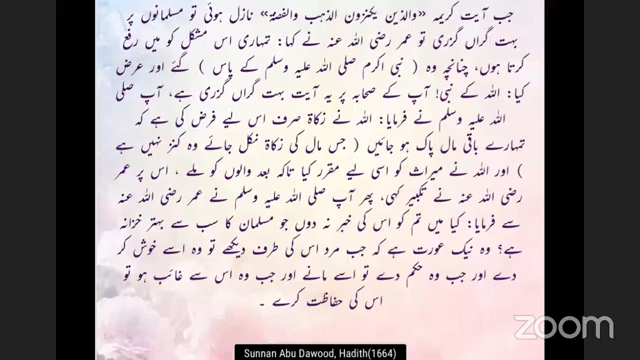 جب آیت کریمہ «والذين يكنزون الذهب والفضة» نازل ہوئی تو مسلمانوں پر
بہت گراں گزری تو عمر رضی اللہ عنہ نے کہا: تمہاری اس مشکل کو میں رفع
کرتا ہوں، چنانچہ وہ ( نبی اکرم صلی اللہ علیہ وسلم کے پاس ) گئے اور عرض
کیا: اللہ کے نبی! آپ کے صحابہ پر یہ آیت بہت گراں گزری ہے، آپ صلی
اللہ علیہ وسلم نے فرمایا: اللہ نے زکاۃ صرف اس لیے فرض کی ہے کہ
تمہارے باقی مال پاک ہو جائیں ( جس مال کی زکاۃ نکل جائے وہ کنز نہیں ہے
) اور اللہ نے میراث کو اسی لیے مقرر کیا تاکہ بعد والوں کو ملے ، اس پر عمر
رضی اللہ عنہ نے تکبیر کہی، پھر آپ صلی اللہ علیہ وسلم نے عمر رضی اللہ عنہ
سے فرمایا: کیا میں تم کو اس کی خبر نہ دوں جو مسلمان کا سب سے بہتر خزانہ
ہے؟ وہ نیک عورت ہے کہ جب مرد اس کی طرف دیکھے تو وہ اسے خوش کر
دے اور جب وہ حکم دے تو اسے مانے اور جب وہ اس سے غائب ہو تو
اس کی حفاظت کرے ۔
zoom
Sunnan Abu Dawood, Hadith(1664)